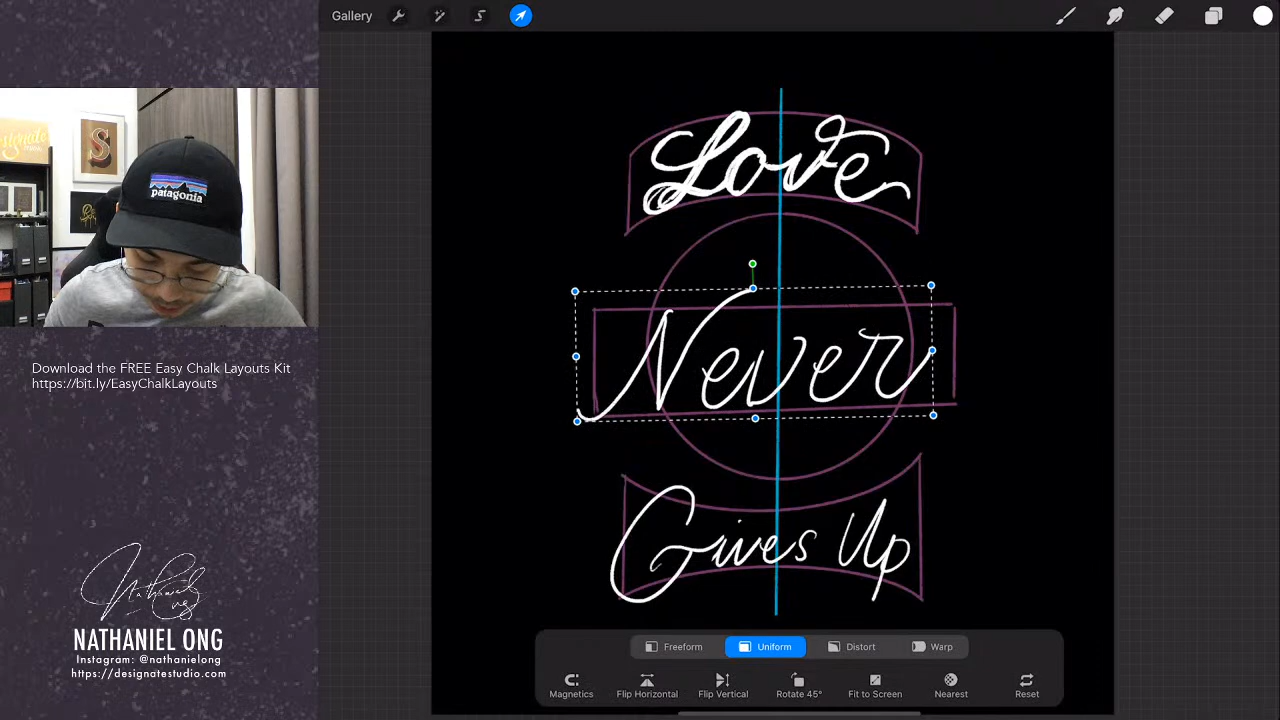 Gallery
Love
Never
Gives Up
patagonia
Download the FREE Easy Chalk Layouts Kit
https://bit.ly/EasyChalkLayouts
NATHANIEL ONG
Instagram: @nathanielong
https://designatestudio.com
Freeform
Uniform
Distort
Warp
Magnetics
Flip Horizontal
Flip Vertical
Rotate 45°
Fit to Screen
Nearest
Reset